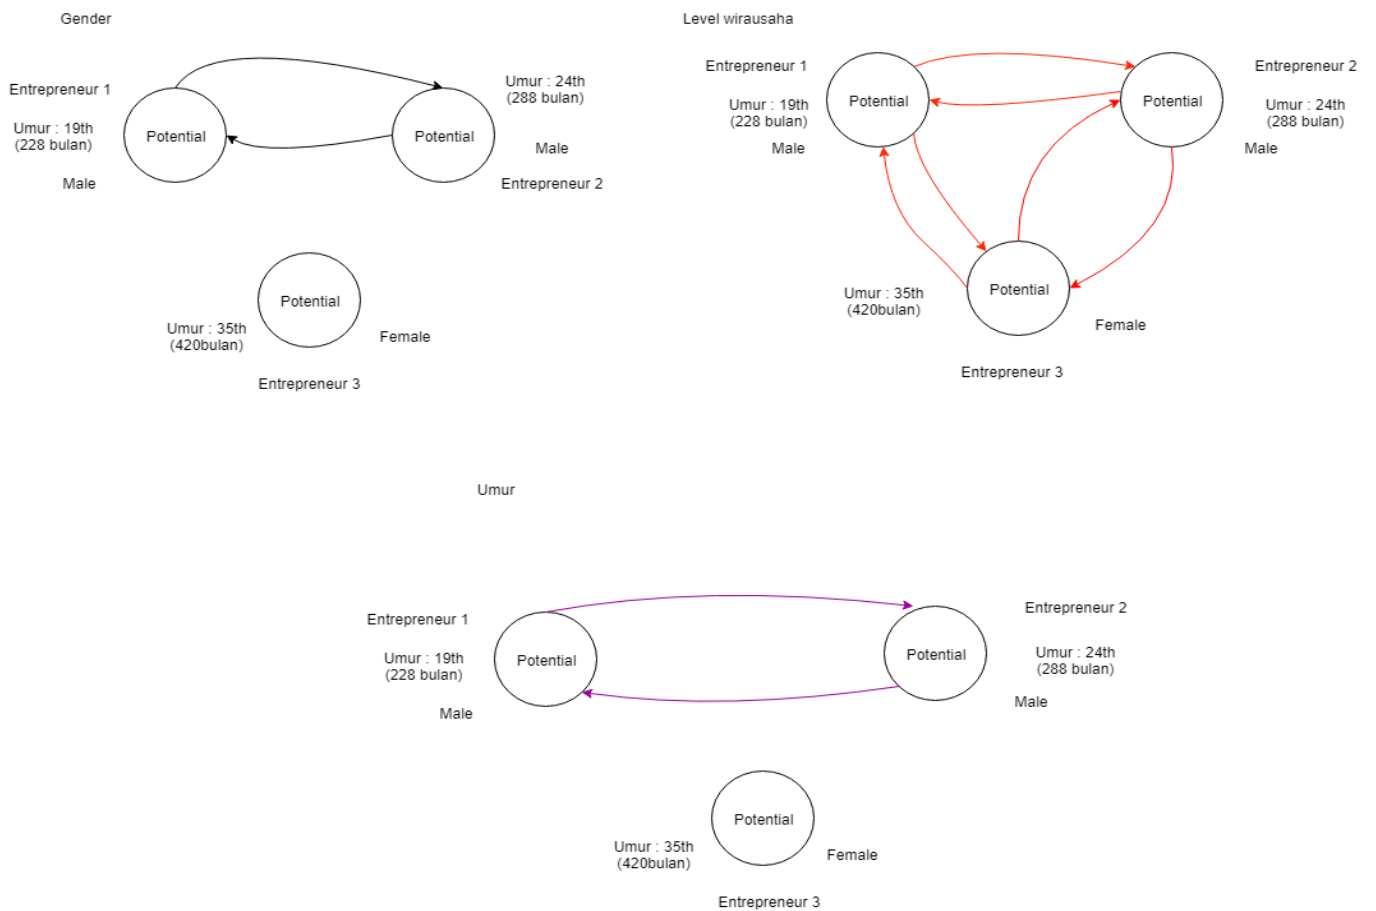 Gender
Entrepreneur 1
Umur : 19th
(228 bulan)
Male
Potential
Potential
Umur : 24th
(288 bulan)
Male
Entrepreneur 2
Potential
Umur : 35th
(420bulan)
Female
Entrepreneur 3
Level wirausaha
Entrepreneur 1
Umur : 19th
(228 bulan)
Male
Potential
Potential
Entrepreneur 2
Umur : 24th
(288 bulan)
Male
Potential
Umur : 35th
(420bulan)
Female
Entrepreneur 3
Umur
Entrepreneur 1
Umur : 19th
(228 bulan)
Male
Potential
Potential
Entrepreneur 2
Umur : 24th
(288 bulan)
Male
Potential
Umur : 35th
(420bulan)
Female
Entrepreneur 3